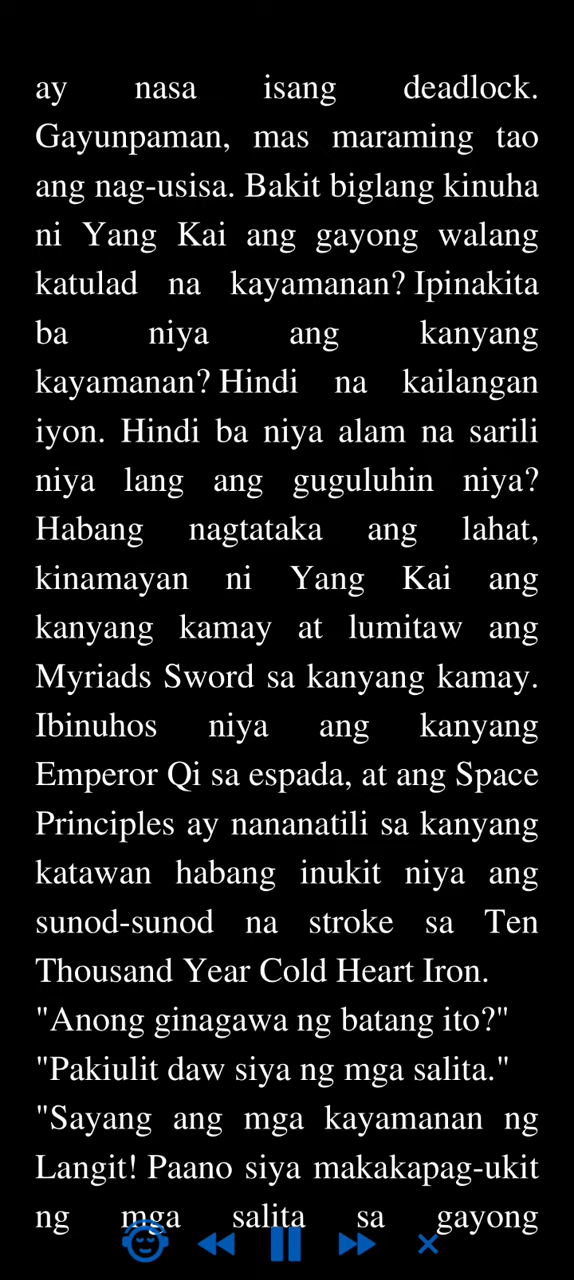 ay nasa isang deadlock.
Gayunpaman, mas maraming tao
ang nag-usisa. Bakit biglang kinuha
ni Yang Kai ang gayong walang
katulad na kayamanan? Ipinakita
ba niya ang kanyang
kayamanan? Hindi na kailangan
iyon. Hindi ba niya alam na sarili
niya lang ang guguluhin niya?
Habang nagtataka ang lahat,
kinamayan ni Yang Kai ang
kanyang kamay at lumitaw ang
Myriads Sword sa kanyang kamay.
Ibinuhos niya ang kanyang
Emperor Qi sa espada, at ang Space
Principles ay nananatili sa kanyang
katawan habang inukit niya ang
sunod-sunod na stroke sa Ten
Thousand Year Cold Heart Iron.
"Anong ginagawa ng batang ito?"
"Pakiulit daw siya ng mga salita."
"Sayang ang mga kayamanan ng
Langit! Paano siya makakapag-ukit
ng mga salita sa gayong